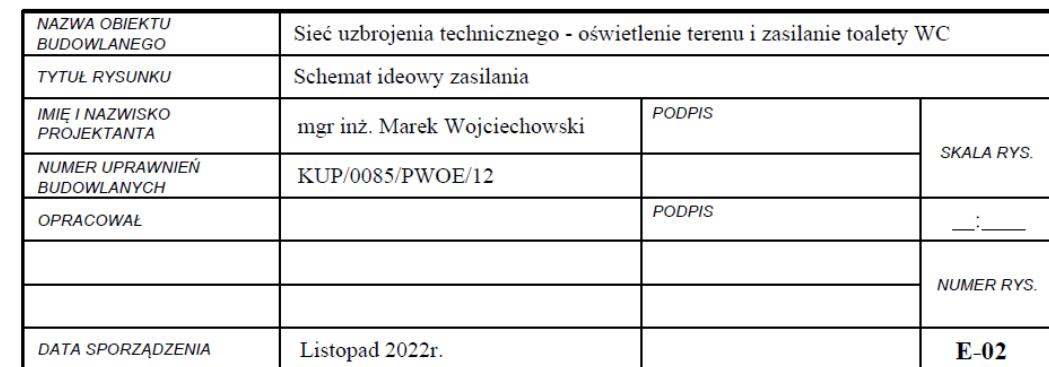 NAZWA OBIEKTU
BUDOWLANEGO
Sieć uzbrojenia technicznego - oświetlenie terenu i zasilanie toalety WC
TYTUŁ RYSUNKU
Schemat ideowy zasilania
IMIĘ I NAZWISKO
PROJEKTANTA
mgr inż. Marek Wojciechowski
PODPIS
SKALA RYS.
NUMER UPRAWNIEŃ
BUDOWLANYCH
KUP/0085/PWOE/12
OPRACOWAŁ
PODPIS
__:____
NUMER RYS.
DATA SPORZĄDZENIA
Listopad 2022r.
E-02